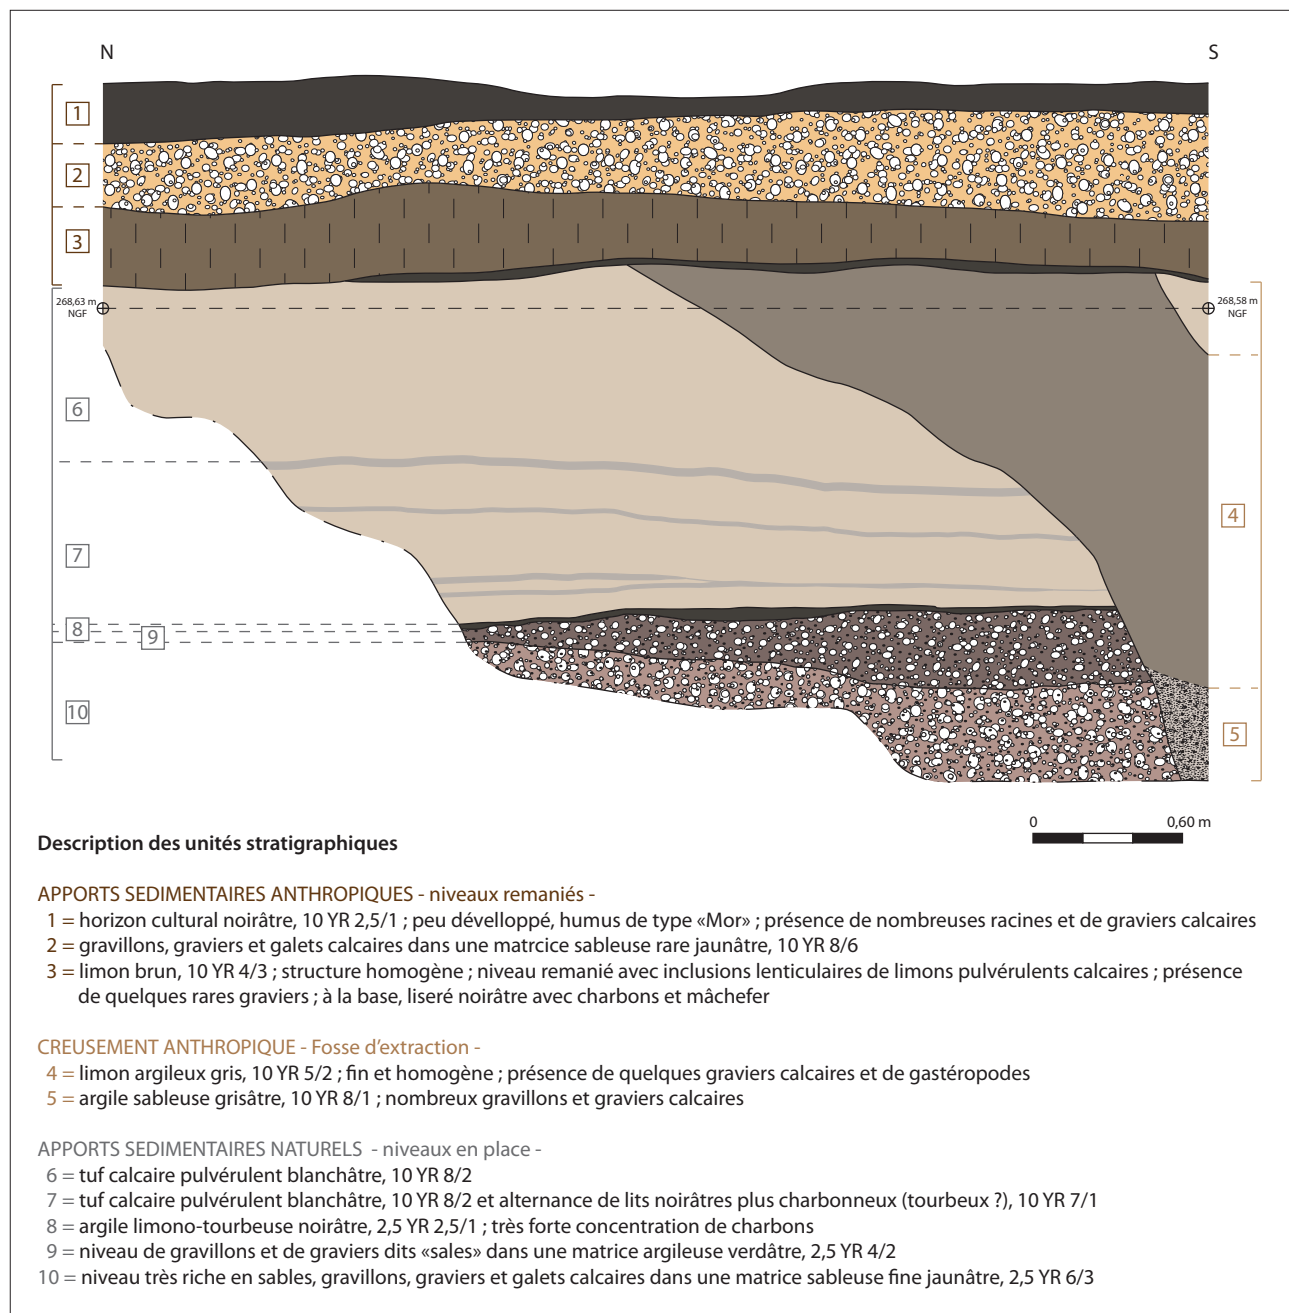 N
S
1
2
3
268,63 m
NGF
268,58 m
NGF
6
4
7
8
9
10
5
0
0,60 m
Description des unités stratigraphiques
APPORTS SEDIMENTAIRES ANTHROPIQUES - niveaux remaniés -
1 = horizon cultural noirâtre, 10 YR 2,5/1 ; peu dévelloppé, humus de type «Mor» ; présence de nombreuses racines et de graviers calcaires
2 = gravillons, graviers et galets calcaires dans une matrcice sableuse rare jaunâtre, 10 YR 8/6
3 = limon brun, 10 YR 4/3 ; structure homogène ; niveau remanié avec inclusions lenticulaires de limons pulvérulents calcaires ; présence
de quelques rares graviers ; à la base, liseré noirâtre avec charbons et mâchefer
CREUSEMENT ANTHROPIQUE - Fosse d'extraction -
4 = limon argileux gris, 10 YR 5/2 ; fin et homogène ; présence de quelques graviers calcaires et de gastéropodes
5 = argile sableuse grisâtre, 10 YR 8/1 ; nombreux gravillons et graviers calcaires
APPORTS SEDIMENTAIRES NATURELS - niveaux en place -
6 = tuf calcaire pulvérulent blanchâtre, 10 YR 8/2
7 = tuf calcaire pulvérulent blanchâtre, 10 YR 8/2 et alternance de lits noirâtres plus charbonneux (tourbeux ?), 10 YR 7/1
8 = argile limono-tourbeuse noirâtre, 2,5 YR 2,5/1 ; très forte concentration de charbons
9 = niveau de gravillons et de graviers dits «sales» dans une matrice argileuse verdâtre, 2,5 YR 4/2
10 = niveau très riche en sables, gravillons, graviers et galets calcaires dans une matrice sableuse fine jaunâtre, 2,5 YR 6/3